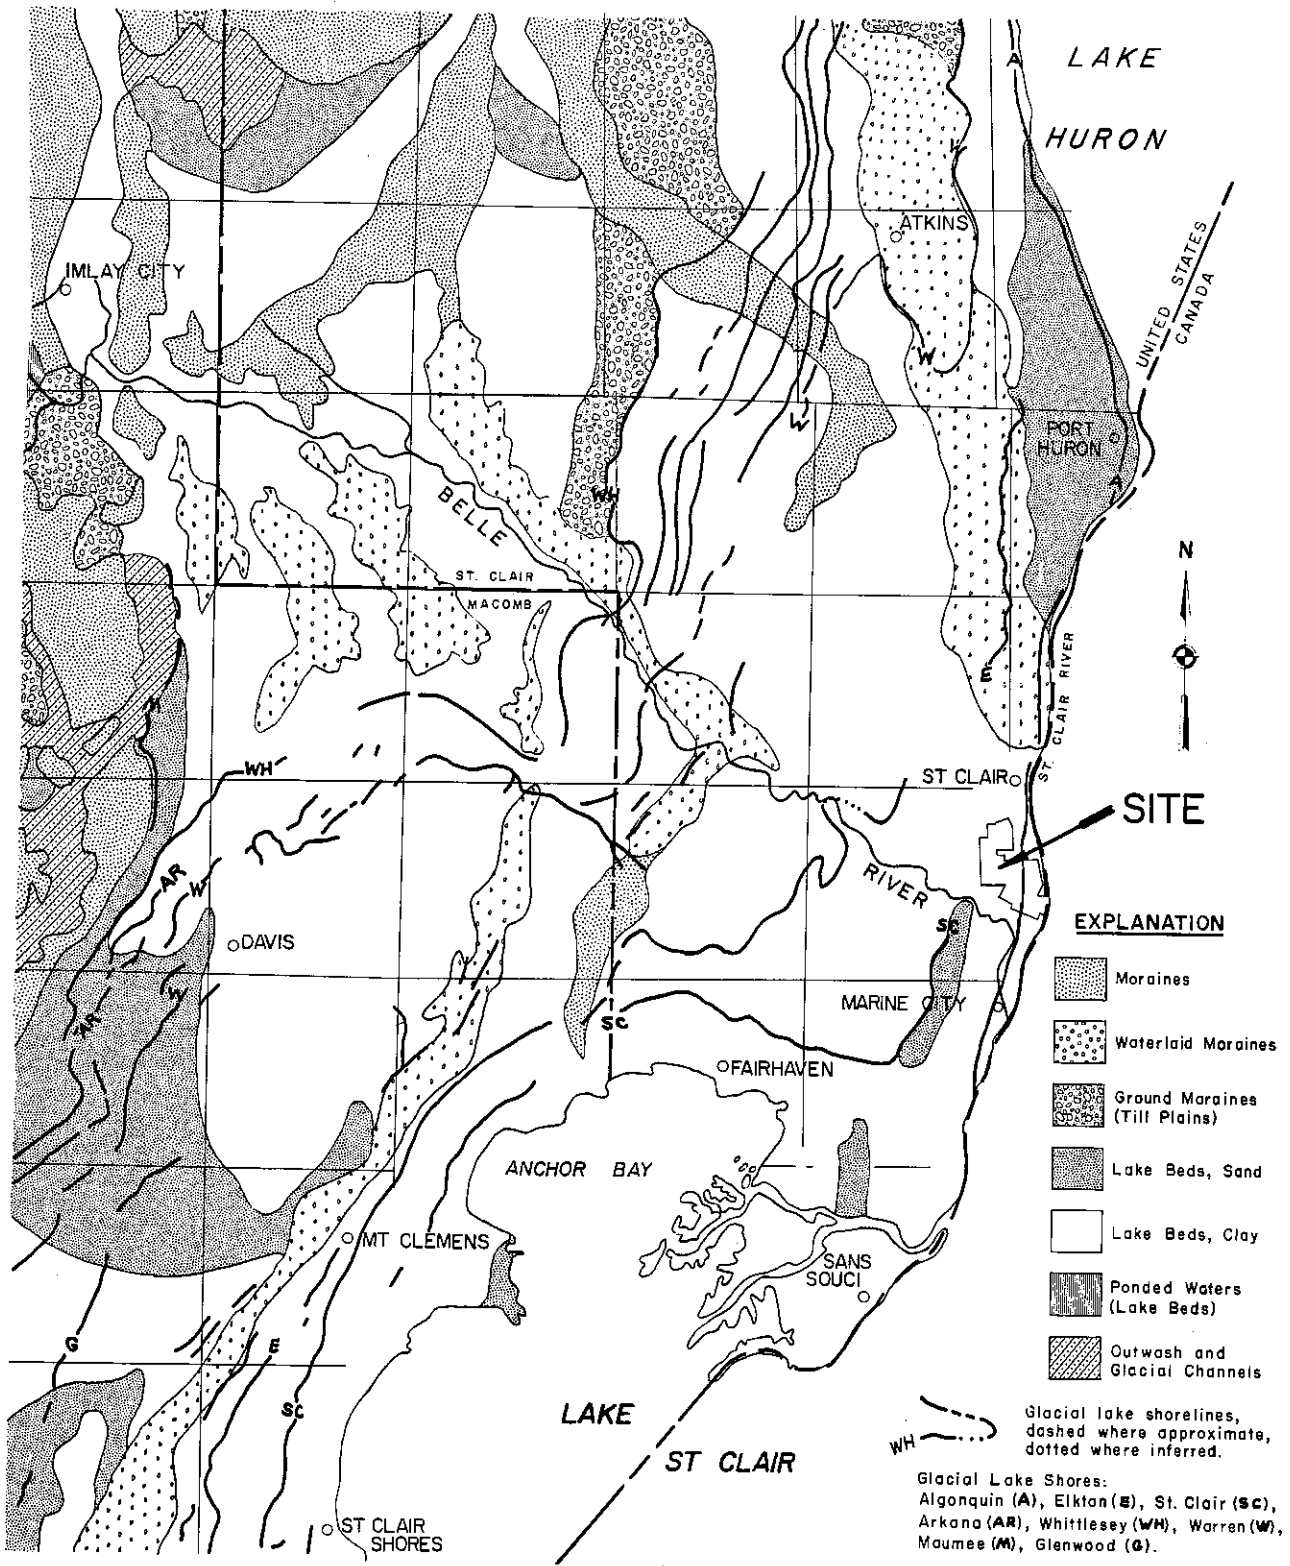 LAKE
HURON
A
W
ATKINS
IMLAY CITY
UNITED STATES
CANADA
W
W
PORT
HURON
A
WH
BELLE
ST. CLAIR
MACOMB
N
E
ST. CLAIR RIVER
M
WH
ST CLAIR
SITE
AR
W
RIVER
SC
DAVIS
EXPLANATION
W
AR
MARINE CITY
SC
FAIRHAVEN
Moraines
Waterlaid Moraines
Ground Moraines
(Till Plains)
ANCHOR BAY
Lake Beds, Sand
MT CLEMENS
Lake Beds, Clay
SANS
SOUCI
Ponded Waters
(Lake Beds)
G
E
Outwash and
Glacial Channels
SC
LAKE
ST CLAIR
WH
Glacial lake shorelines,
dashed where approximate,
dotted where inferred.
Glacial Lake Shores:
Algonquin (A), Elkton (E), St. Clair (SC),
Arkana (AR), Whittlesey (WH), Warren (W),
Maumee (M), Glenwood (G).
ST CLAIR
SHORES